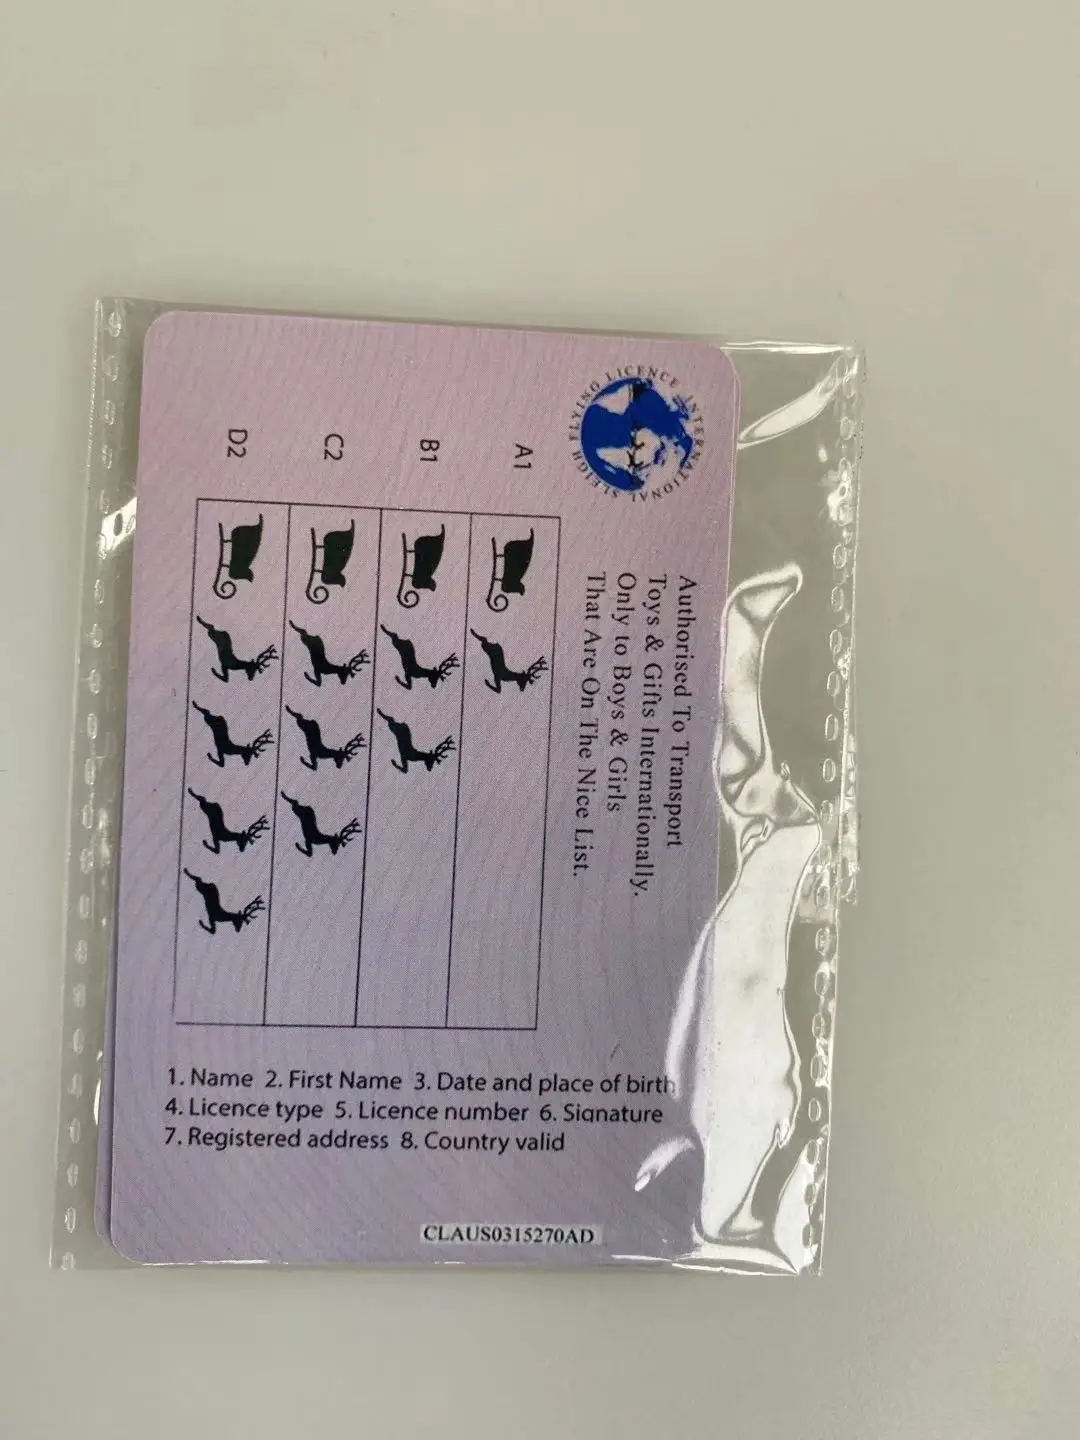 SLEIGH FLYING LICENCE INTERNATIONAL
Authorised To Transport
Toys & Gifts Internationally.
Only to Boys & Girls
That Are On The Nice List.
A1
B1
C2
D2
1. Name 2. First Name 3. Date and place of birth
4. Licence type 5. Licence number 6. Signature
7. Registered address 8. Country valid
CLAUS0315270AD